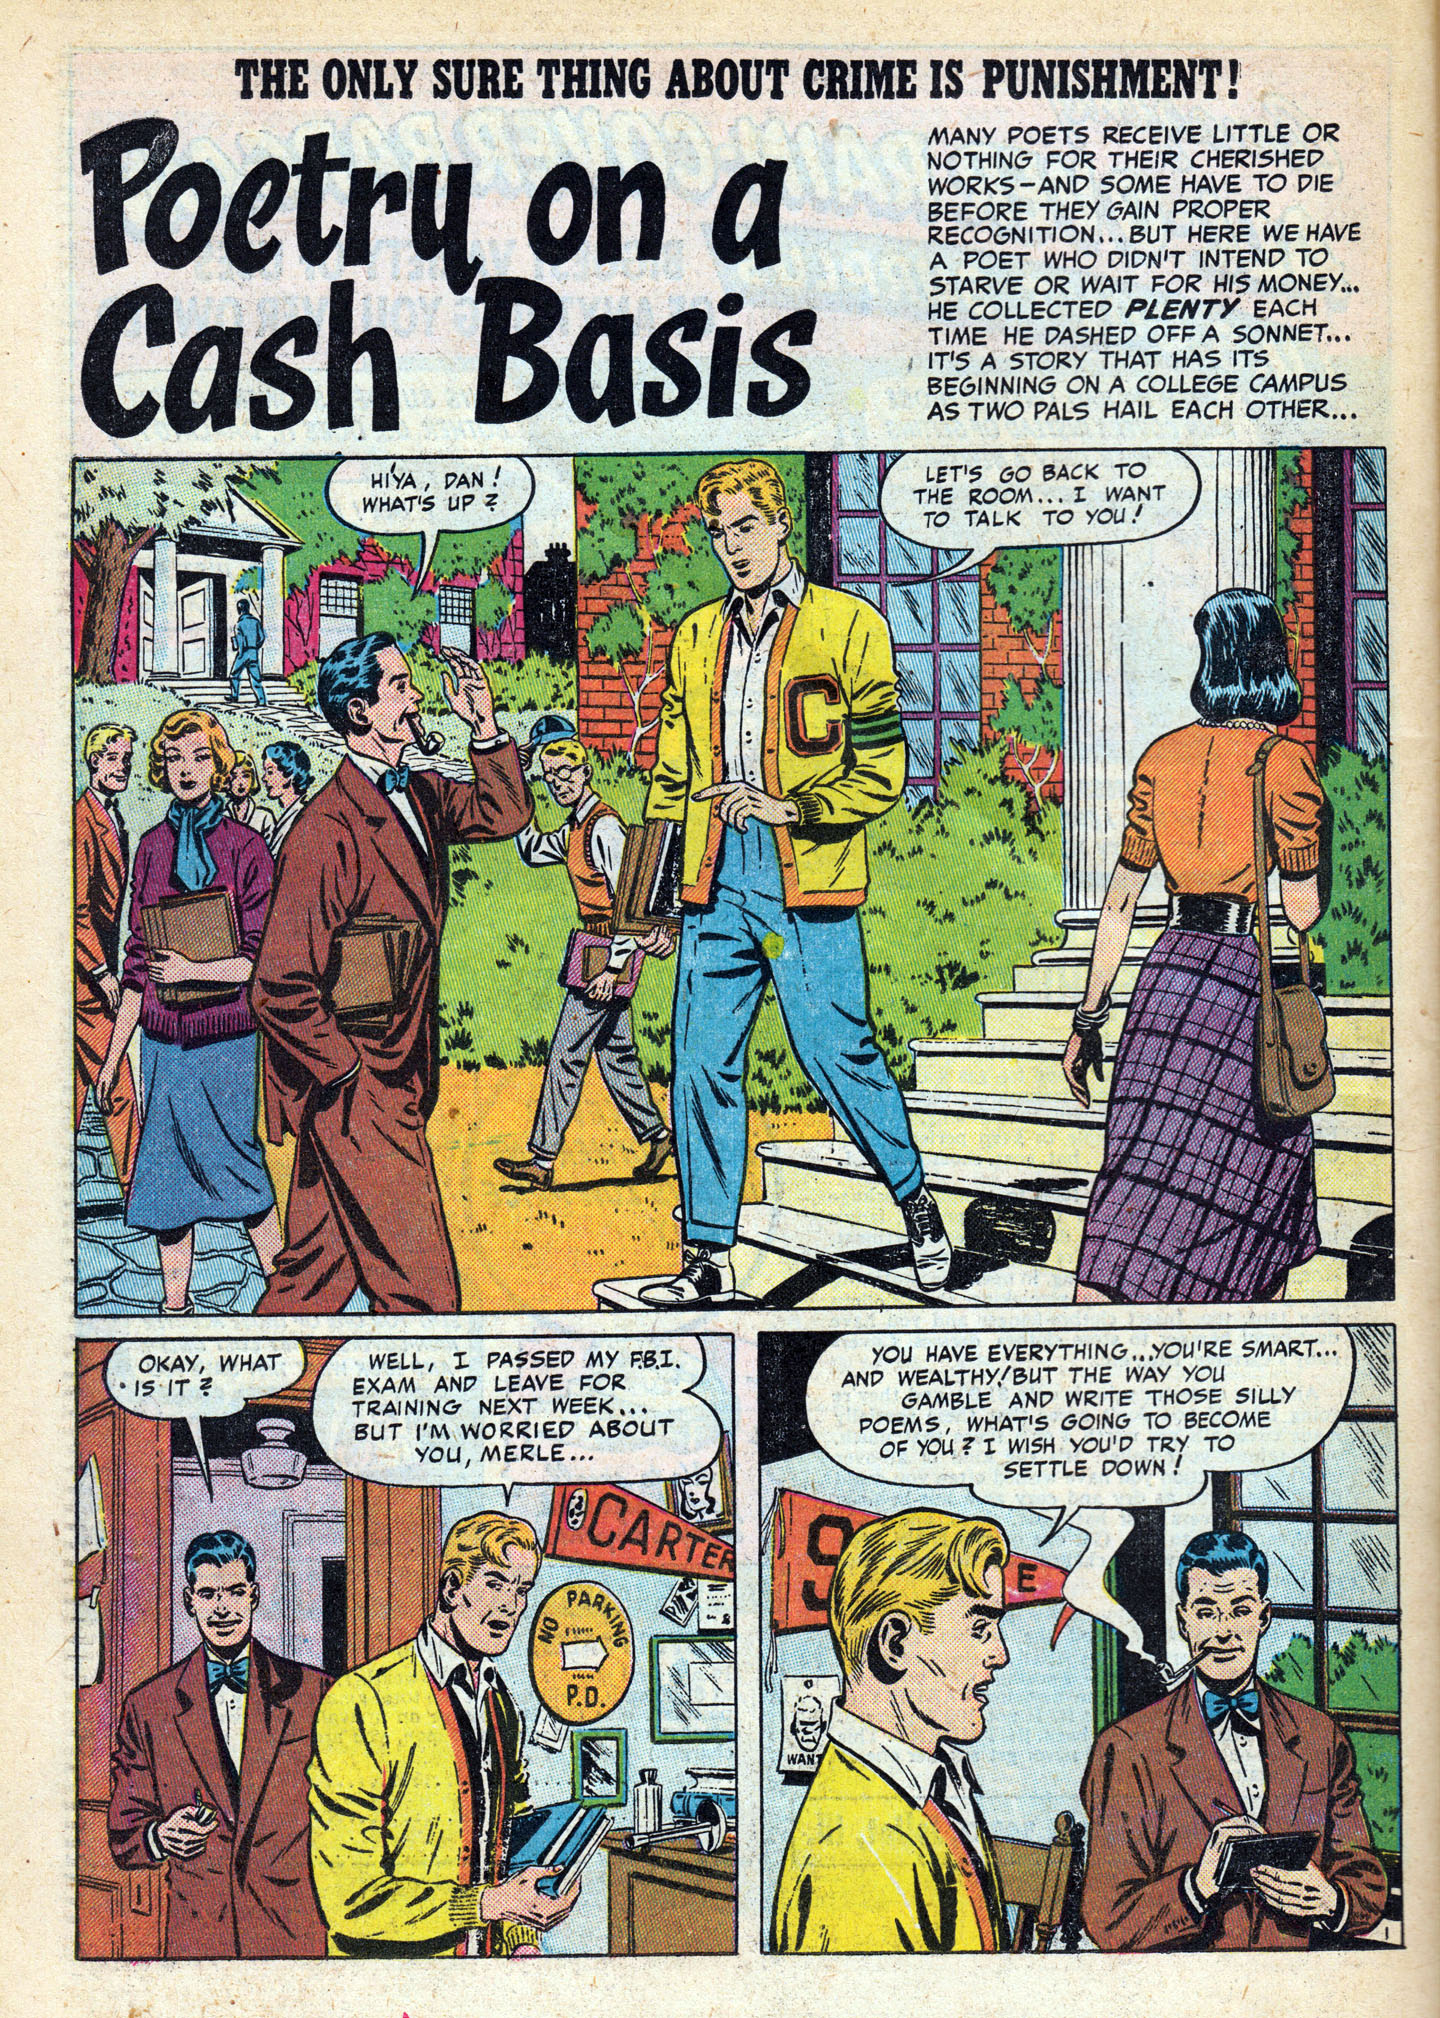 THE ONLY SURE THING ABOUT CRIME IS PUNISHMENT!
Poetry on a
Cash Basis
MANY POETS RECEIVE LITTLE OR
NOTHING FOR THEIR CHERISHED
WORKS—AND SOME HAVE TO DIE
BEFORE THEY GAIN PROPER
RECOGNITION...BUT HERE WE HAVE
A POET WHO DIDN'T INTEND TO
STARVE OR WAIT FOR HIS MONEY...
HE COLLECTED PLENTY EACH
TIME HE DASHED OFF A SONNET...
IT'S A STORY THAT HAS ITS
BEGINNING ON A COLLEGE CAMPUS
AS TWO PALS HAIL EACH OTHER...
HI'YA, DAN!
WHAT'S UP?
LET'S GO BACK TO
THE ROOM... I WANT
TO TALK TO YOU!
C
OKAY, WHAT
IS IT?
WELL, I PASSED MY F.B.I.
EXAM AND LEAVE FOR
TRAINING NEXT WEEK...
BUT I'M WORRIED ABOUT
YOU, MERLE...
CARTER
NO PARKING
P.D.
YOU HAVE EVERYTHING...YOU'RE SMART...
AND WEALTHY! BUT THE WAY YOU
GAMBLE AND WRITE THOSE SILLY
POEMS, WHAT'S GOING TO BECOME
OF YOU? I WISH YOU'D TRY TO
SETTLE DOWN!
S
E
WANT
1